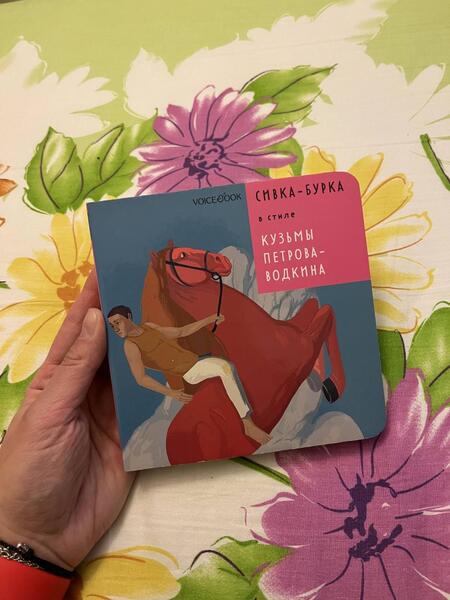 VOICEBOOK
СИВКА-БУРКА
в стиле
КУЗЬМЫ
ПЕТРОВА-
ВОДКИНА